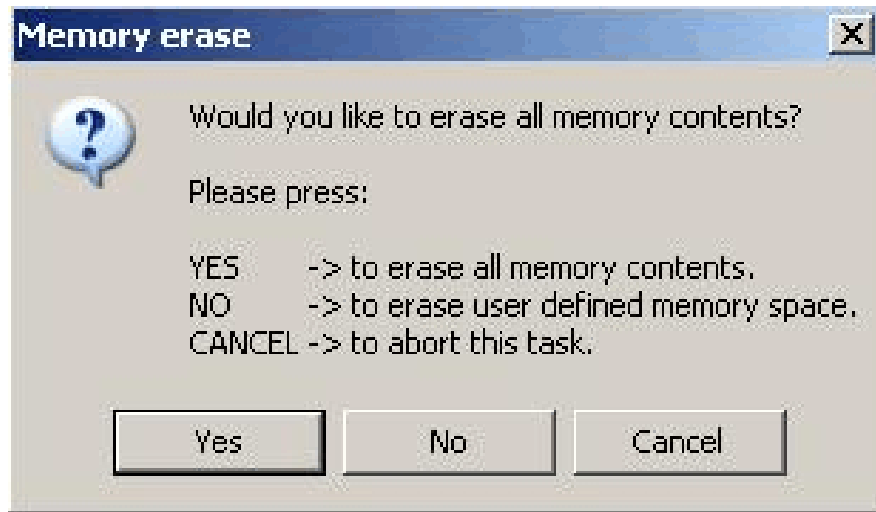 Memory erase
Would you like to erase all memory contents?
Please press:
YES -> to erase all memory contents.
NO -> to erase user defined memory space.
CANCEL -> to abort this task.
Yes No Cancel